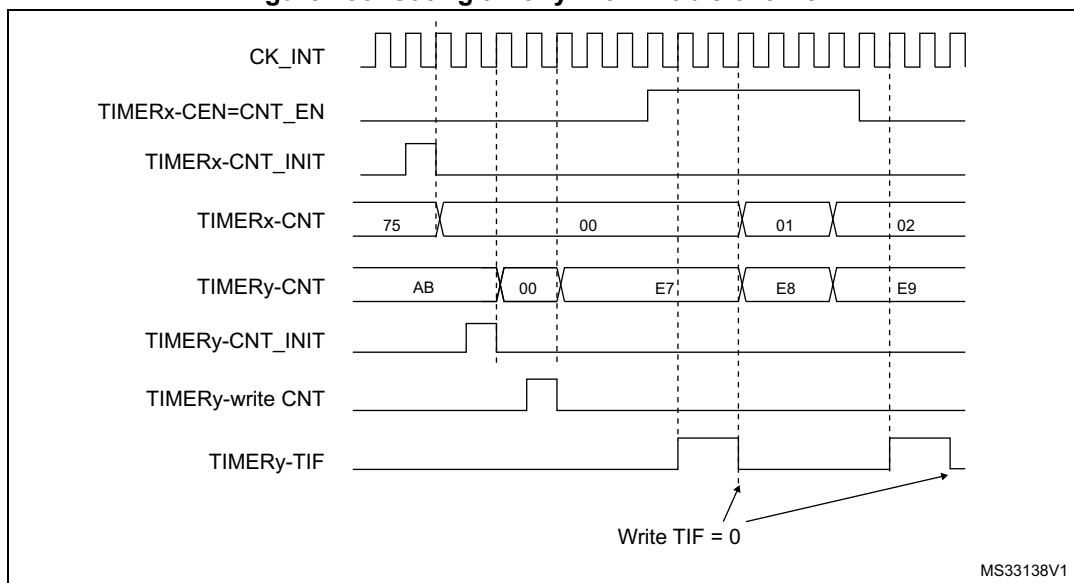 CK_INT
TIMERx-CEN=CNT_EN
TIMERx-CNT_INIT
TIMERx-CNT 75 00 01 02
TIMERy-CNT AB 00 E7 E8 E9
TIMERy-CNT_INIT
TIMERy-write CNT
TIMERy-TIF
Write TIF = 0
MS33138V1